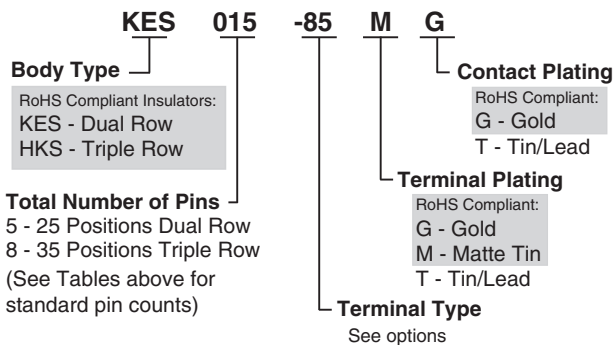 KES 015 -85 M G
Body Type
RoHS Compliant Insulators:
KES - Dual Row
HKS - Triple Row
Total Number of Pins
5 - 25 Positions Dual Row
8 - 35 Positions Triple Row
(See Tables above for
standard pin counts)
Contact Plating
RoHS Compliant:
G - Gold
T - Tin/Lead
Terminal Plating
RoHS Compliant:
G - Gold
M - Matte Tin
T - Tin/Lead
Terminal Type
See options